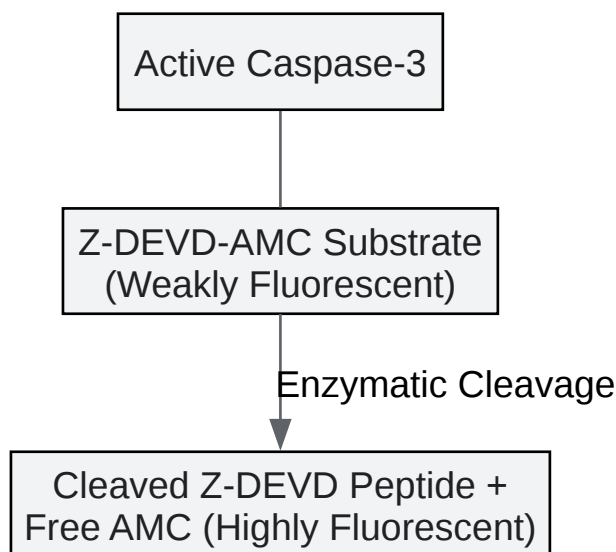 Active Caspase-3
Z-DEVD-AMC Substrate
(Weakly Fluorescent)
Enzymatic Cleavage
Cleaved Z-DEVD Peptide +
Free AMC (Highly Fluorescent)